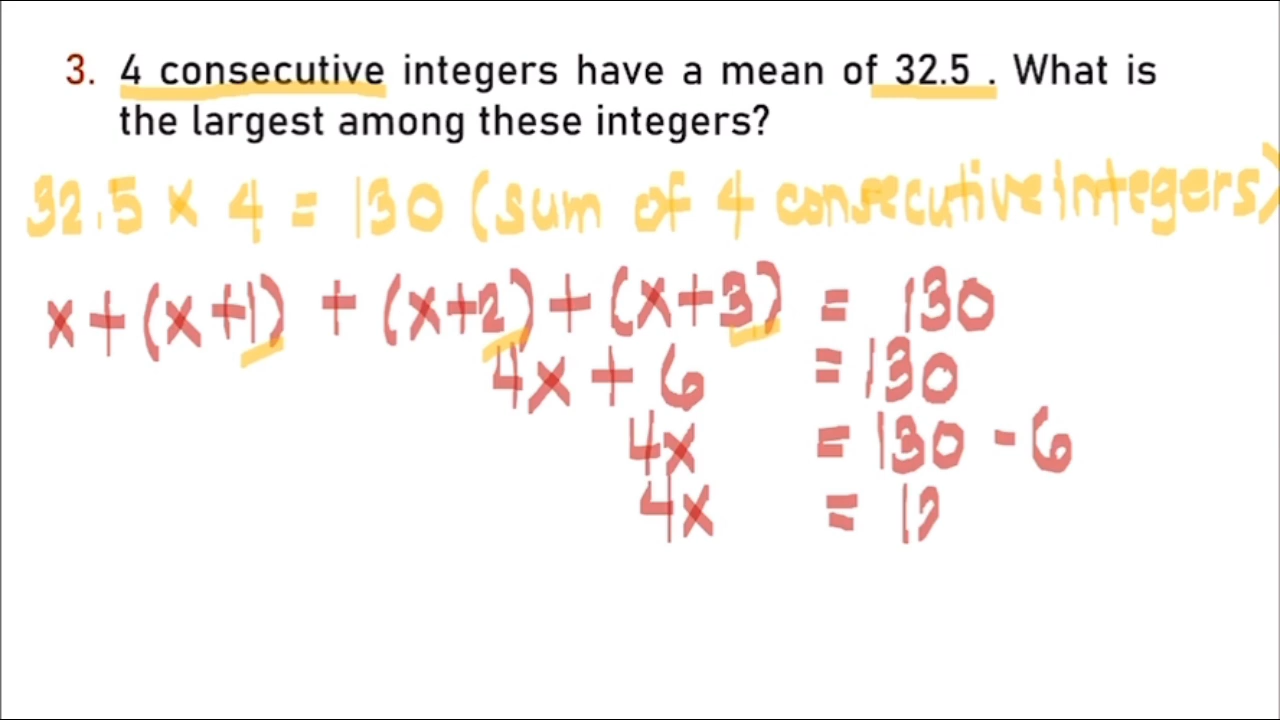 3. 4 consecutive integers have a mean of 32.5 . What is
the largest among these integers?
32.5 x 4 = 130 (sum of 4 consecutive integers)
x + (x+1) + (x+2) + (x+3) = 130
4x + 6 = 130
4x = 130 - 6
4x = 12